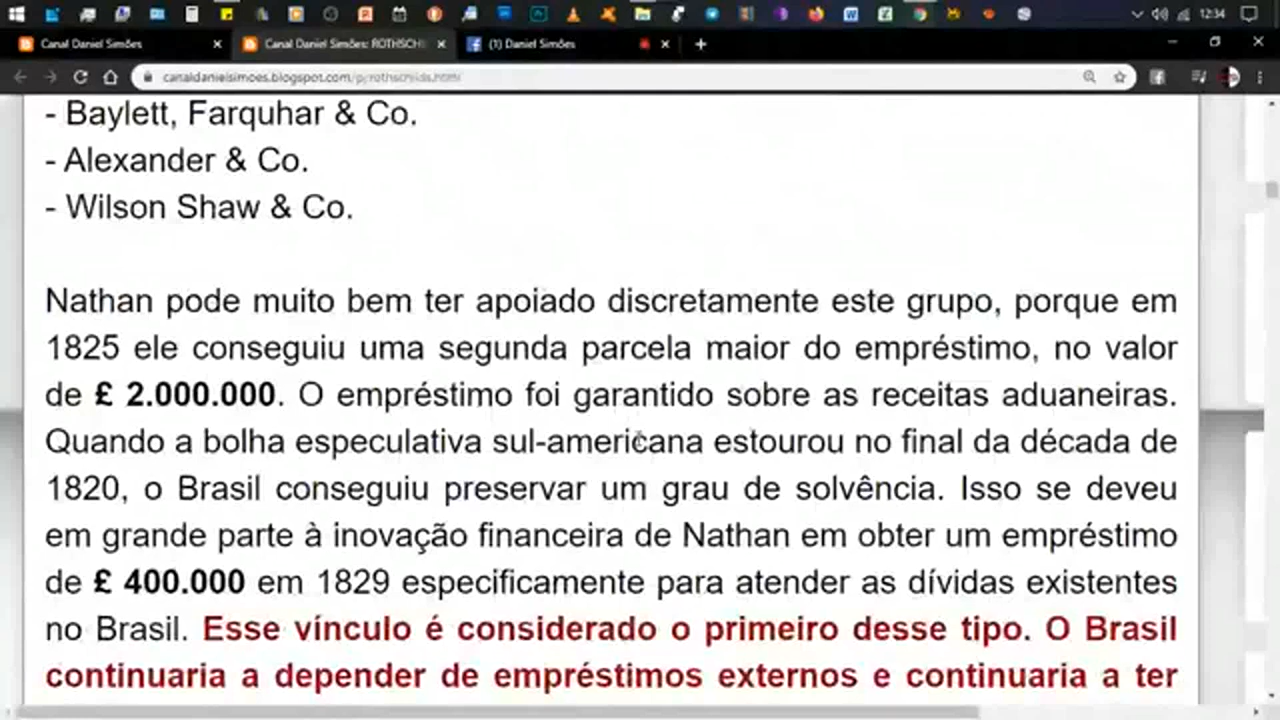 12:34
Canal Daniel Simões
Canal Daniel Simões: ROTHSCHI
(1) Daniel Simões
canaldanielsimoes.blogspot.com/p/rothschilds.html
- Baylett, Farquhar & Co.
- Alexander & Co.
- Wilson Shaw & Co.
Nathan pode muito bem ter apoiado discretamente este grupo, porque em
1825 ele conseguiu uma segunda parcela maior do empréstimo, no valor
de £ 2.000.000. O empréstimo foi garantido sobre as receitas aduaneiras.
Quando a bolha especulativa sul-americana estourou no final da década de
1820, o Brasil conseguiu preservar um grau de solvência. Isso se deveu
em grande parte à inovação financeira de Nathan em obter um empréstimo
de £ 400.000 em 1829 especificamente para atender as dívidas existentes
no Brasil. Esse vínculo é considerado o primeiro desse tipo. O Brasil
continuaria a depender de empréstimos externos e continuaria a ter